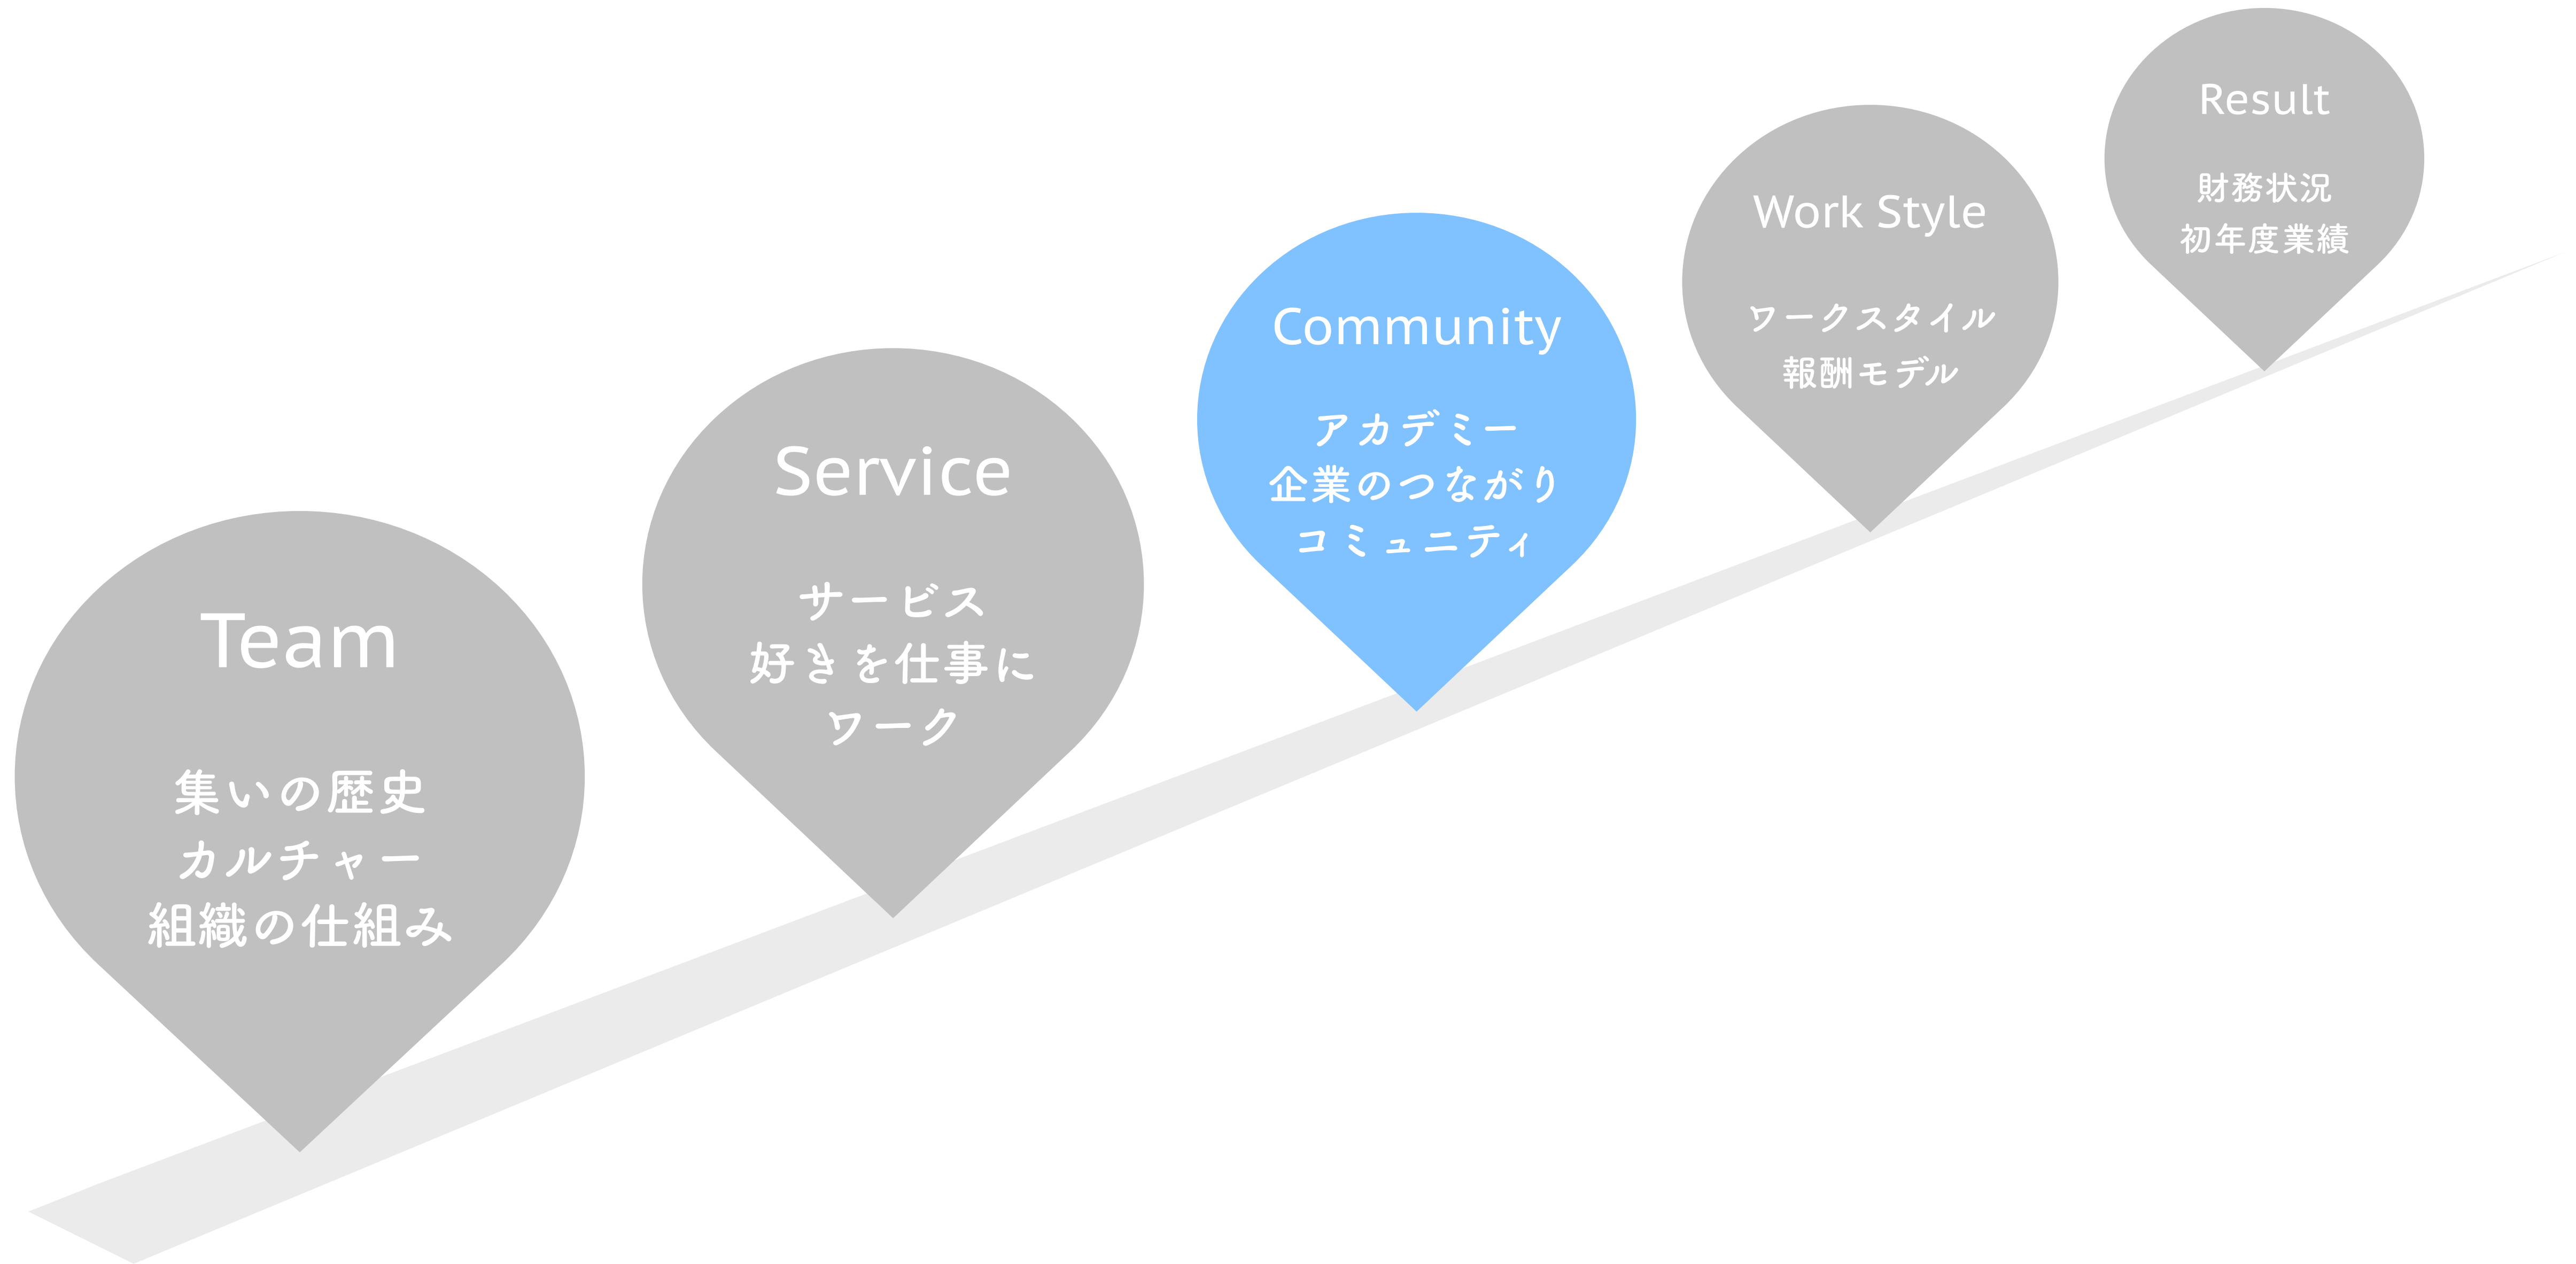 Team
集いの歴史
カルチャー
組織の仕組み
Service
サービス
好きを仕事に
ワーク
Community
アカデミー
企業のつながり
コミュニティ
Work Style
ワークスタイル
報酬モデル
Result
財務状況
初年度業績